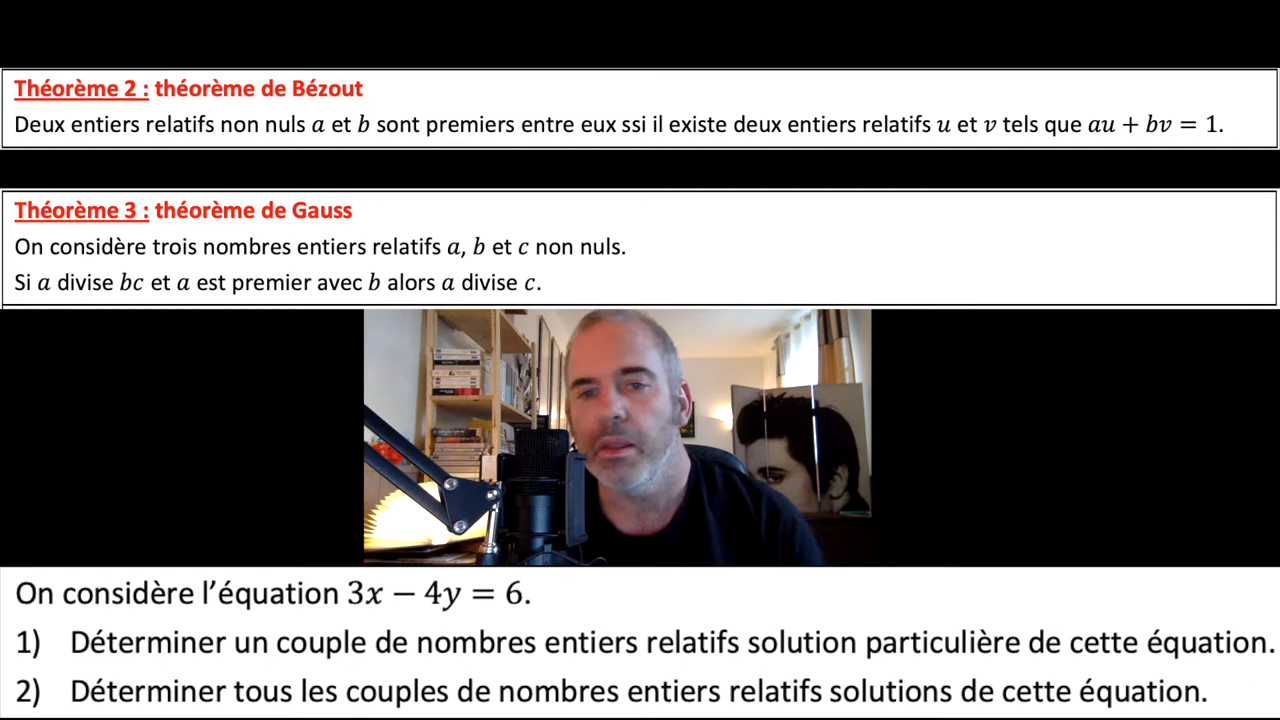 Théorème 2 : théorème de Bézout
Deux entiers relatifs non nuls a et b sont premiers entre eux ssi il existe deux entiers relatifs u et v tels que au + bv = 1.
Théorème 3 : théorème de Gauss
On considère trois nombres entiers relatifs a, b et c non nuls.
Si a divise bc et a est premier avec b alors a divise c.
On considère l’équation 3x − 4y = 6.
1) Déterminer un couple de nombres entiers relatifs solution particulière de cette équation.
2) Déterminer tous les couples de nombres entiers relatifs solutions de cette équation.